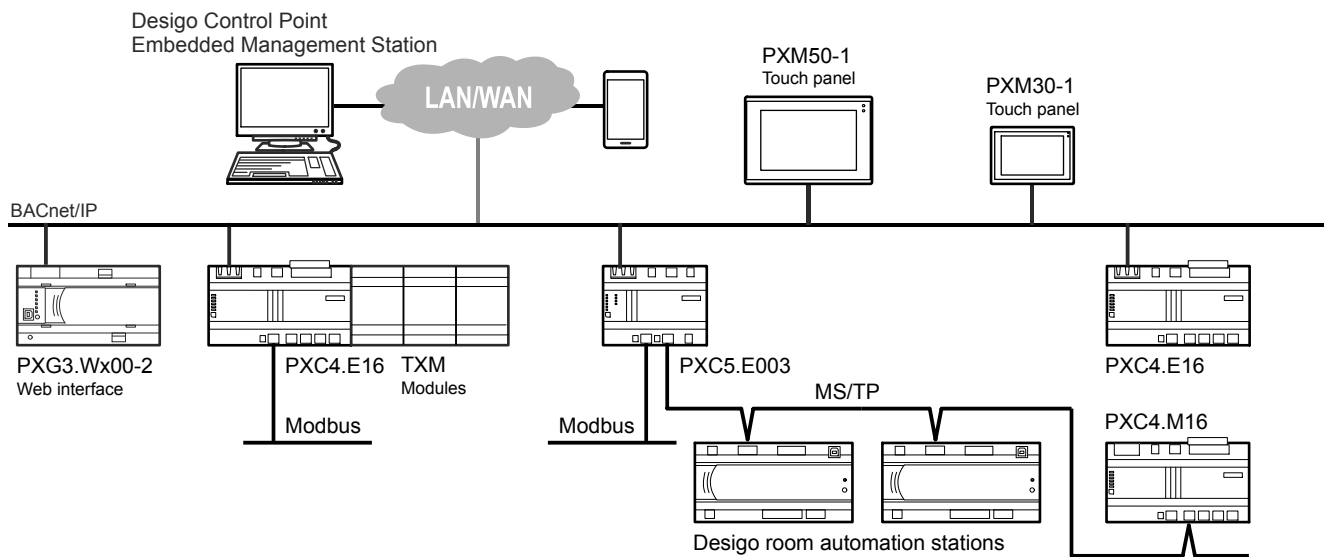 Desigo Control Point
Embedded Management Station
LAN/WAN
PXM50-1
Touch panel
PXM30-1
Touch panel
BACnet/IP
PXG3.Wx00-2
Web interface
PXC4.E16
TXM
Modules
PXC5.E003
PXC4.E16
Modbus
Modbus
MS/TP
PXC4.M16
Desigo room automation stations